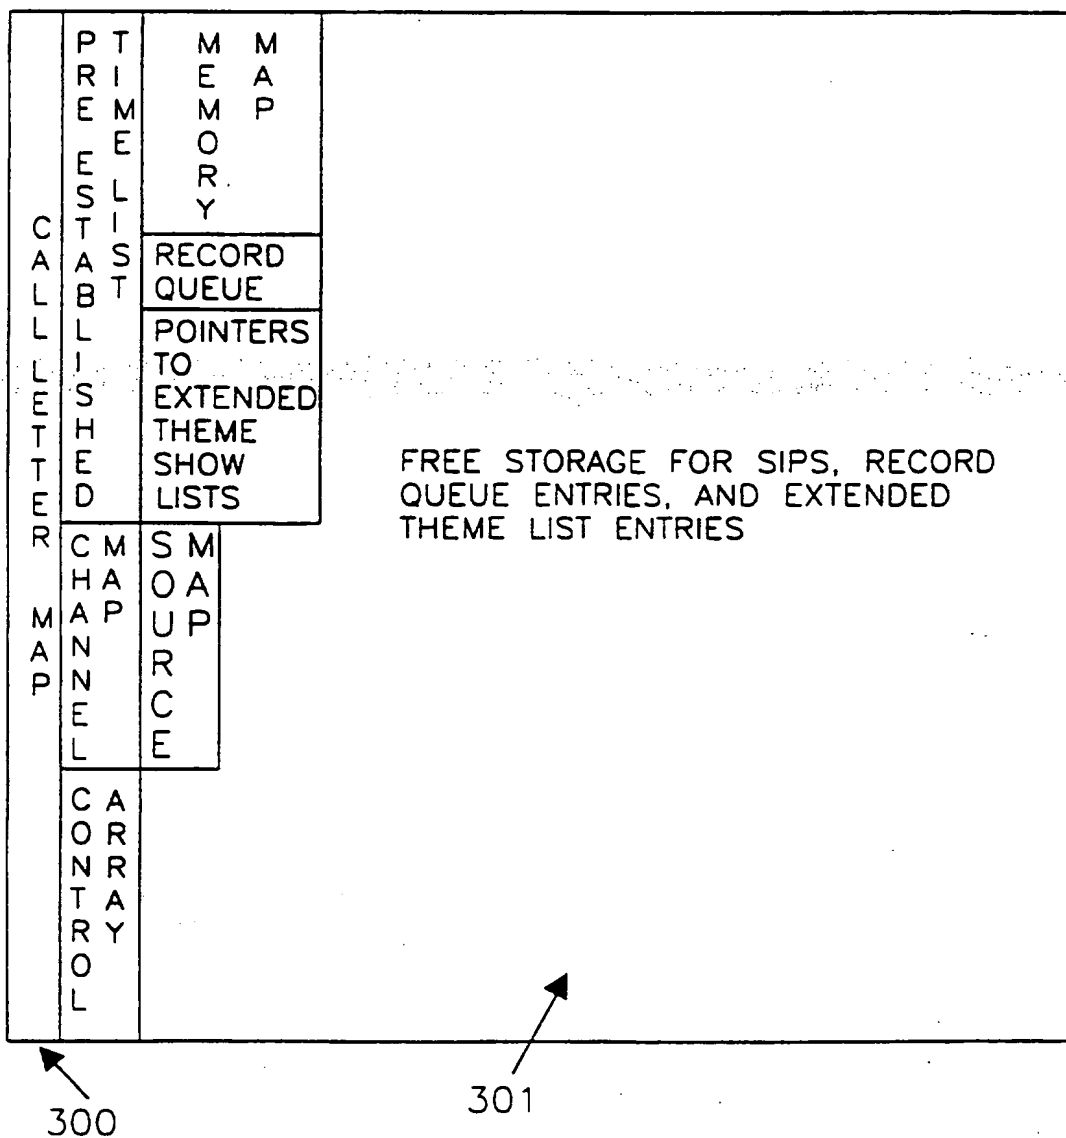 CALL LETTER MAP
PRE ESTABLISHED
TIME LIST
MEMORY
MAP
RECORD
QUEUE
POINTERS
TO
EXTENDED
THEME
SHOW
LISTS
CHANNEL
MAP
SOURCE
MAP
CONTROL
ARRAY
FREE STORAGE FOR SIPS, RECORD
QUEUE ENTRIES, AND EXTENDED
THEME LIST ENTRIES
300
301